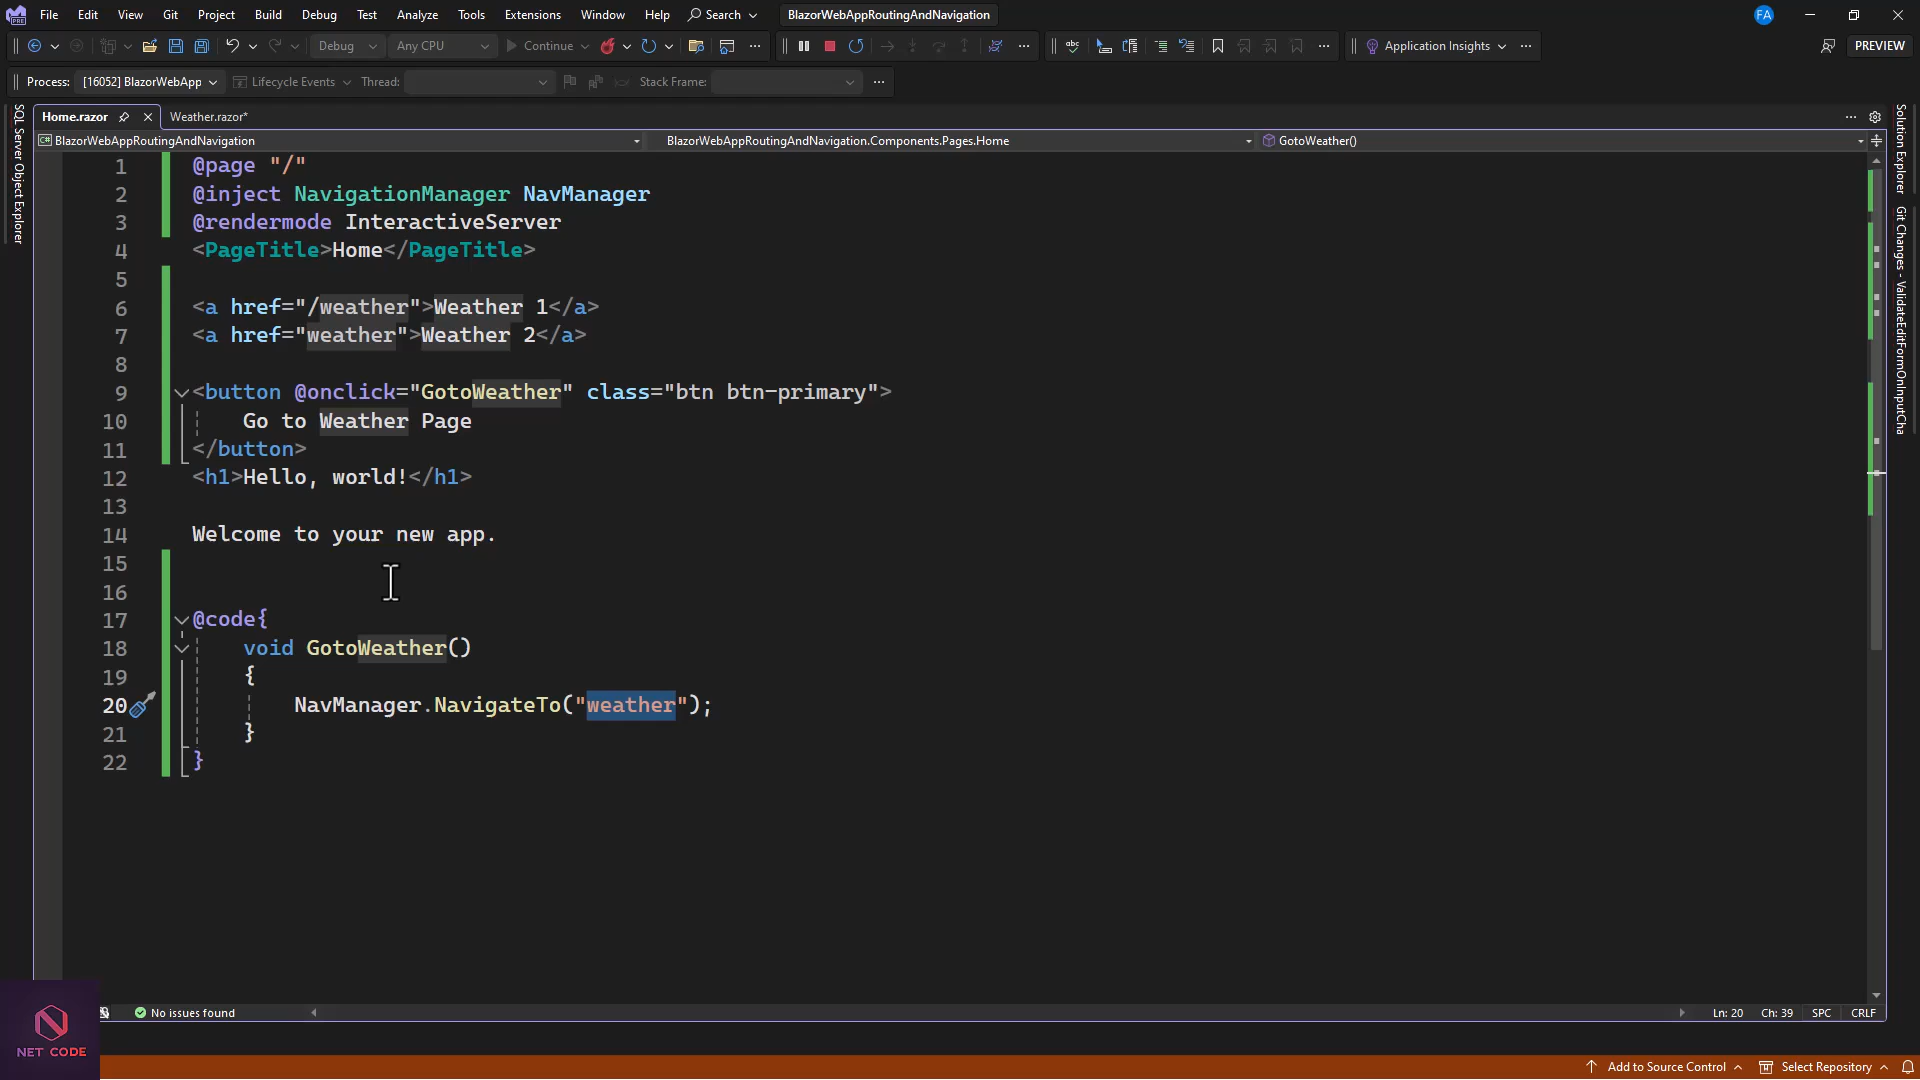 File Edit View Git Project Build Debug Test Analyze Tools Extensions Window Help Search BlazorWebAppRoutingAndNavigation FA
Debug Any CPU Continue Application Insights PREVIEW
Process: [16052] BlazorWebApp Lifecycle Events Thread: Stack Frame:
Home.razor Weather.razor*
BlazorWebAppRoutingAndNavigation BlazorWebAppRoutingAndNavigation.Components.Pages.Home GotoWeather()
SQL Server Object Explorer
Solution Explorer
Git Changes - ValidateEditFormOnInputCha
1 @page "/"
2 @inject NavigationManager NavManager
3 @rendermode InteractiveServer
4 <PageTitle>Home</PageTitle>
5
6 <a href="/weather">Weather 1</a>
7 <a href="weather">Weather 2</a>
8
9 <button @onclick="GotoWeather" class="btn btn-primary">
10 Go to Weather Page
11 </button>
12 <h1>Hello, world!</h1>
13
14 Welcome to your new app.
15
16
17 @code{
18 void GotoWeather()
19 {
20 NavManager.NavigateTo("weather");
21 }
22 }
No issues found Ln: 20 Ch: 39 SPC CRLF
NET CODE
Add to Source Control Select Repository